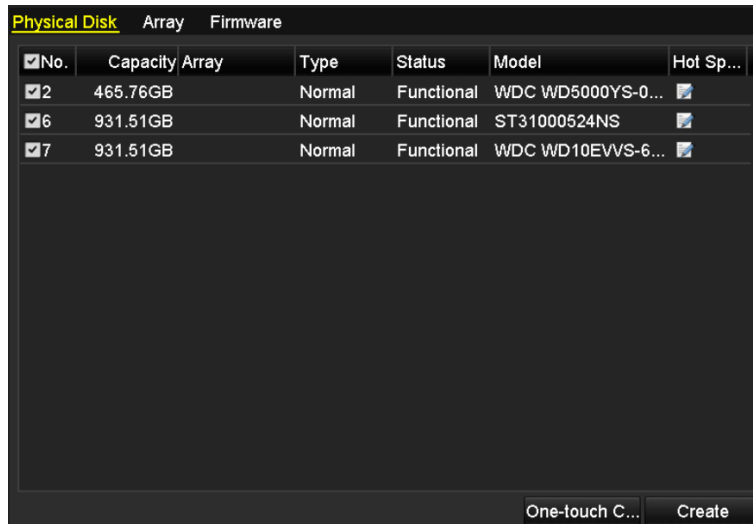 Physical Disk Array Firmware
No. Capacity Array Type Status Model Hot Sp...
2 465.76GB Normal Functional WDC WD5000YS-0...
6 931.51GB Normal Functional ST31000524NS
7 931.51GB Normal Functional WDC WD10EVVS-6...
One-touch C... Create